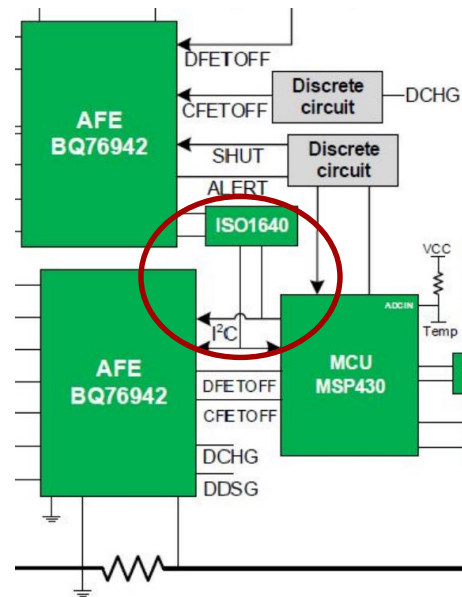 DFETOFF
Discrete
circuit
DCHG
CFETOFF
AFE
BQ76942
SHUT
Discrete
circuit
ALERT
ISO1640
VCC
ADCIN
I²C
Temp
AFE
BQ76942
MCU
MSP430
DFETOFF
CFETOFF
DCHG
DDSG